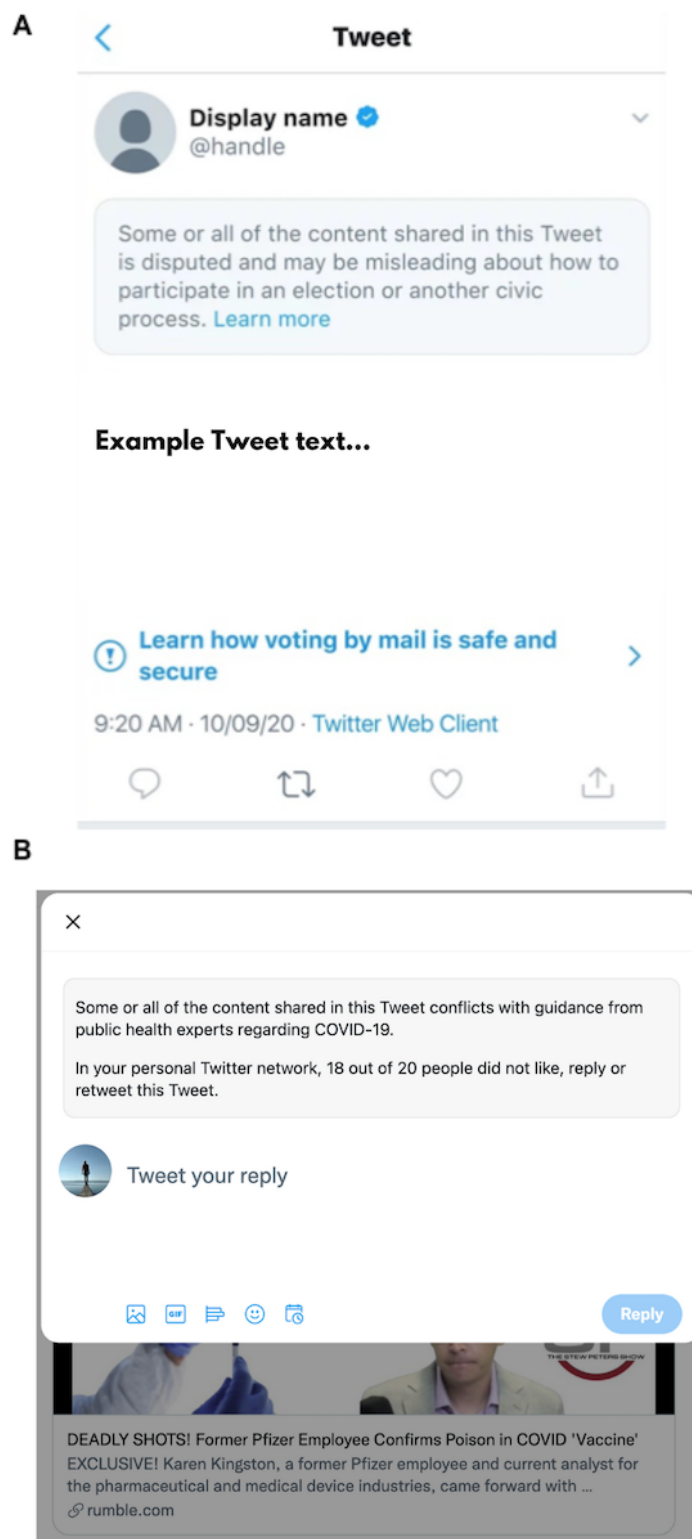 A
Tweet
Display name
@handle
Some or all of the content shared in this Tweet
is disputed and may be misleading about how to
participate in an election or another civic
process. Learn more
Example Tweet text...
Learn how voting by mail is safe and
secure
9:20 AM · 10/09/20 · Twitter Web Client
B
Some or all of the content shared in this Tweet conflicts with guidance from
public health experts regarding COVID-19.
In your personal Twitter network, 18 out of 20 people did not like, reply or
retweet this Tweet.
Tweet your reply
GIF
Reply
THE STEW PETERS SHOW
DEADLY SHOTS! Former Pfizer Employee Confirms Poison in COVID 'Vaccine'
EXCLUSIVE! Karen Kingston, a former Pfizer employee and current analyst for
the pharmaceutical and medical device industries, came forward with ...
rumble.com